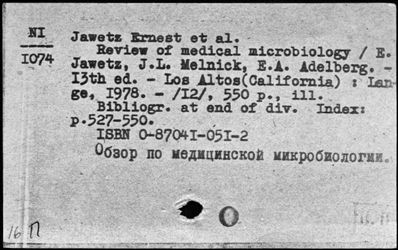 NI
1074
Jawetz Ernest et al.
Review of medical microbiology / E.
Jawetz, J.L. Melnick, E.A. Adelberg. -
13th ed. - Los Altos(California) : Lan-
ge, 1978. - /12/, 550 p., ill.
Bibliogr. at end of div. Index:
p.527-550.
ISBN 0-87041-051-2
Обзор по медицинской микробиологии.
16 П